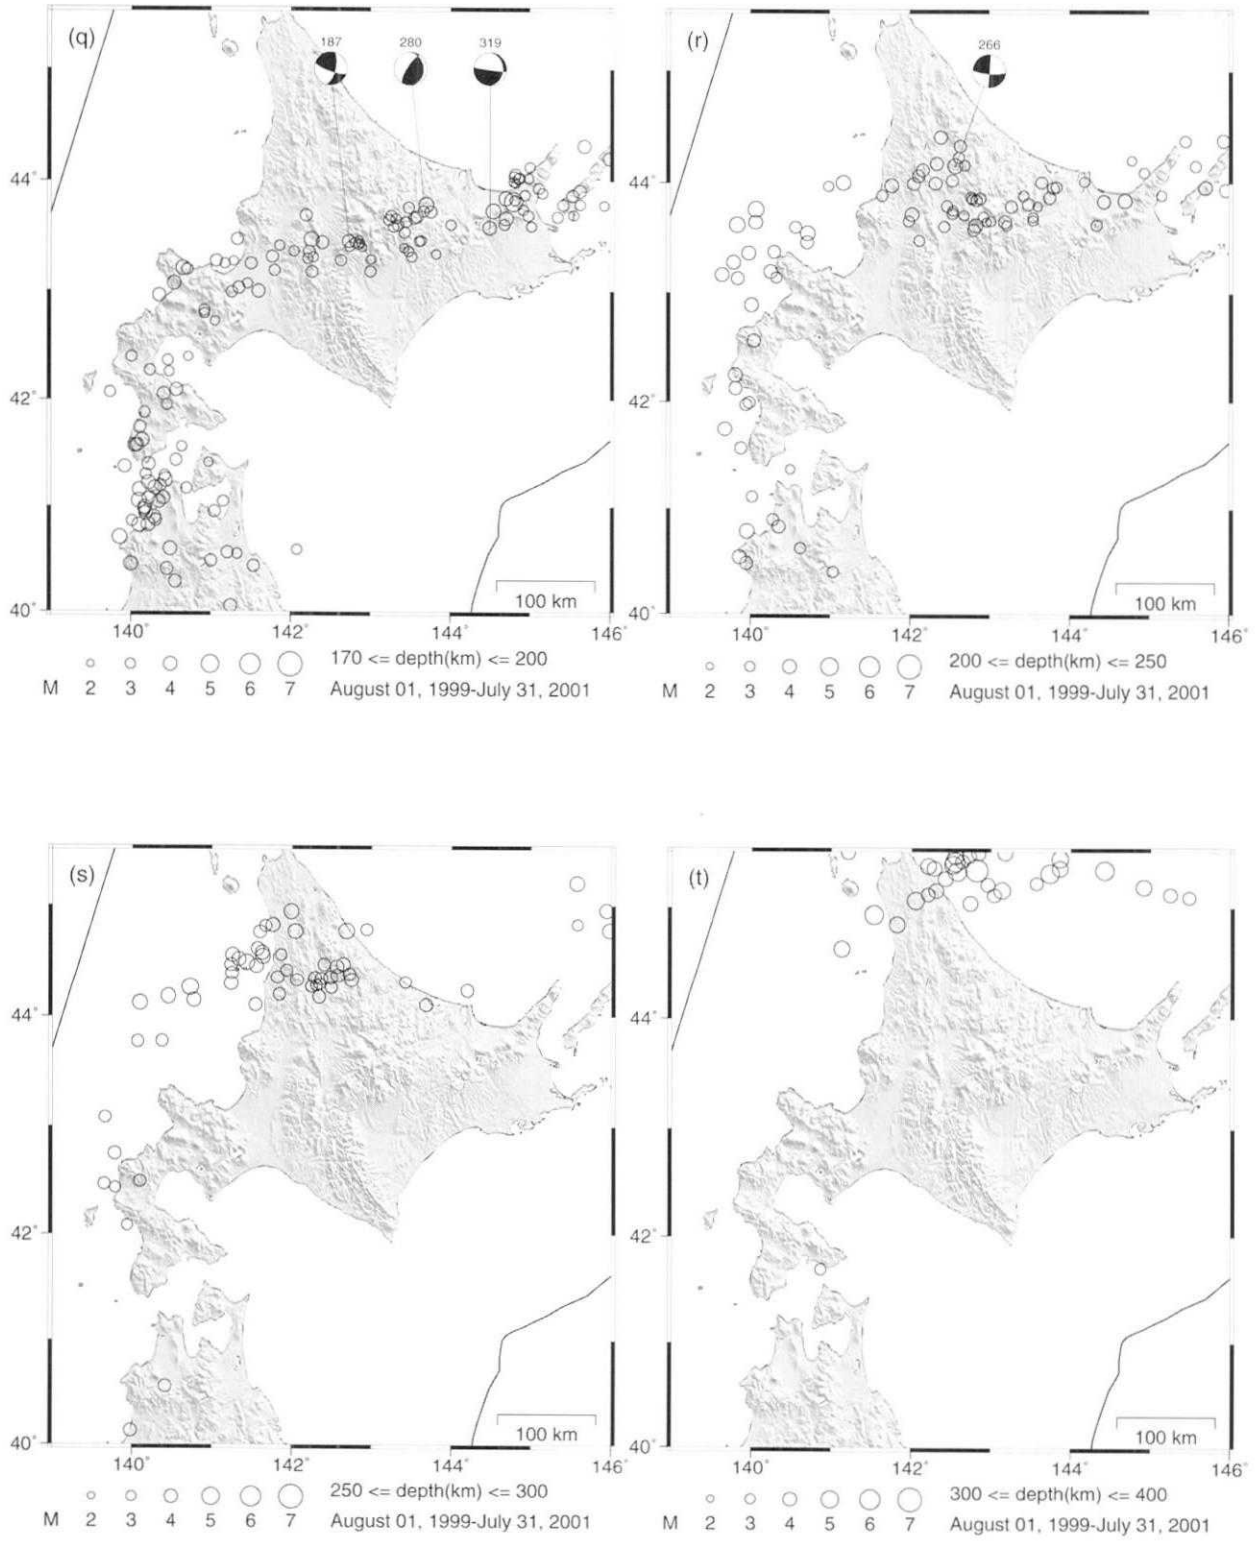 (q)
187 280 319
44°
42°
40°
140° 142° 144° 146°
100 km
M 2 3 4 5 6 7
170 <= depth(km) <= 200
August 01, 1999-July 31, 2001
(r)
266
44°
42°
40°
140° 142° 144° 146°
100 km
M 2 3 4 5 6 7
200 <= depth(km) <= 250
August 01, 1999-July 31, 2001
(s)
44°
42°
40°
140° 142° 144° 146°
100 km
M 2 3 4 5 6 7
250 <= depth(km) <= 300
August 01, 1999-July 31, 2001
(t)
44°
42°
40°
140° 142° 144° 146°
100 km
M 2 3 4 5 6 7
300 <= depth(km) <= 400
August 01, 1999-July 31, 2001